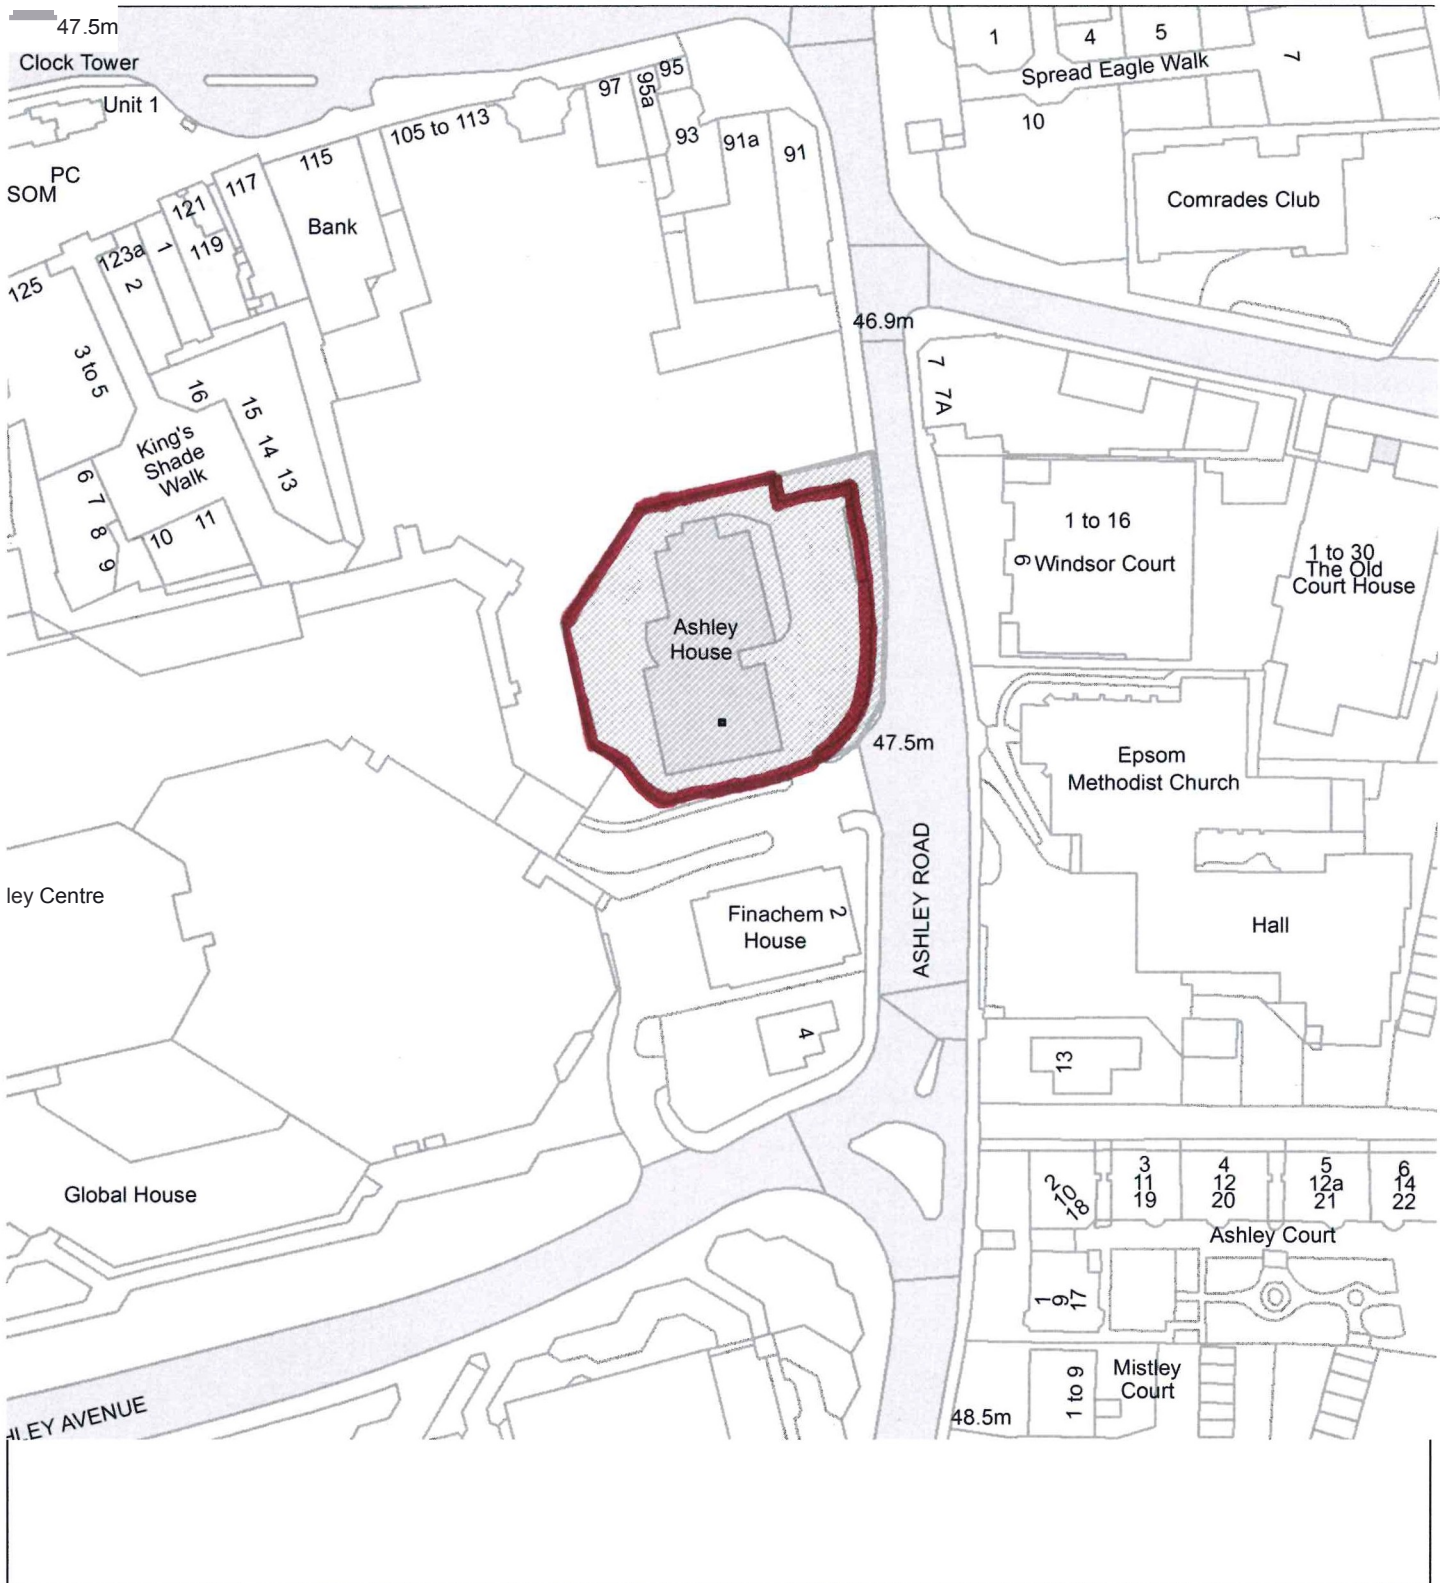 47.5m
Clock Tower
Unit 1
PC
SOM
125
123a
2
1
121
119
117
115
Bank
105 to 113
97
95a
95
93
91a
91
1
4
5
7
Spread Eagle Walk
10
Comrades Club
46.9m
3 to 5
16
15
14
13
King's
Shade
Walk
6
7
8
9
10
11
7
7A
1 to 16
6 Windsor Court
1 to 30
The Old
Court House
Ashley
House
47.5m
Epsom
Methodist Church
ley Centre
ASHLEY ROAD
Finachem 2
House
Hall
4
13
Global House
2
10
18
3
11
19
4
12
20
5
12a
21
6
14
22
Ashley Court
1
9
17
Mistley
Court
1 to 9
48.5m
HLEY AVENUE